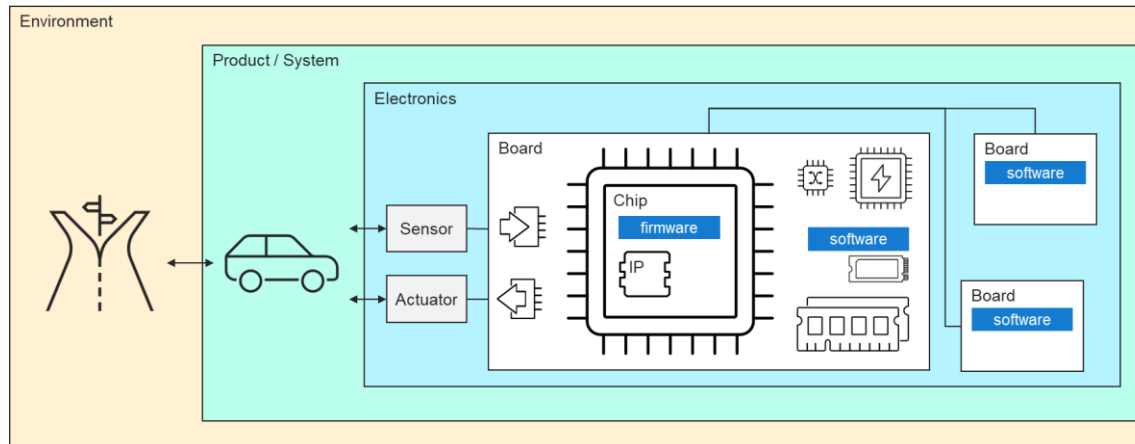 Environment
Product / System
Electronics
Board
Board
software
Chip
firmware
Sensor
software
IP
Actuator
Board
software